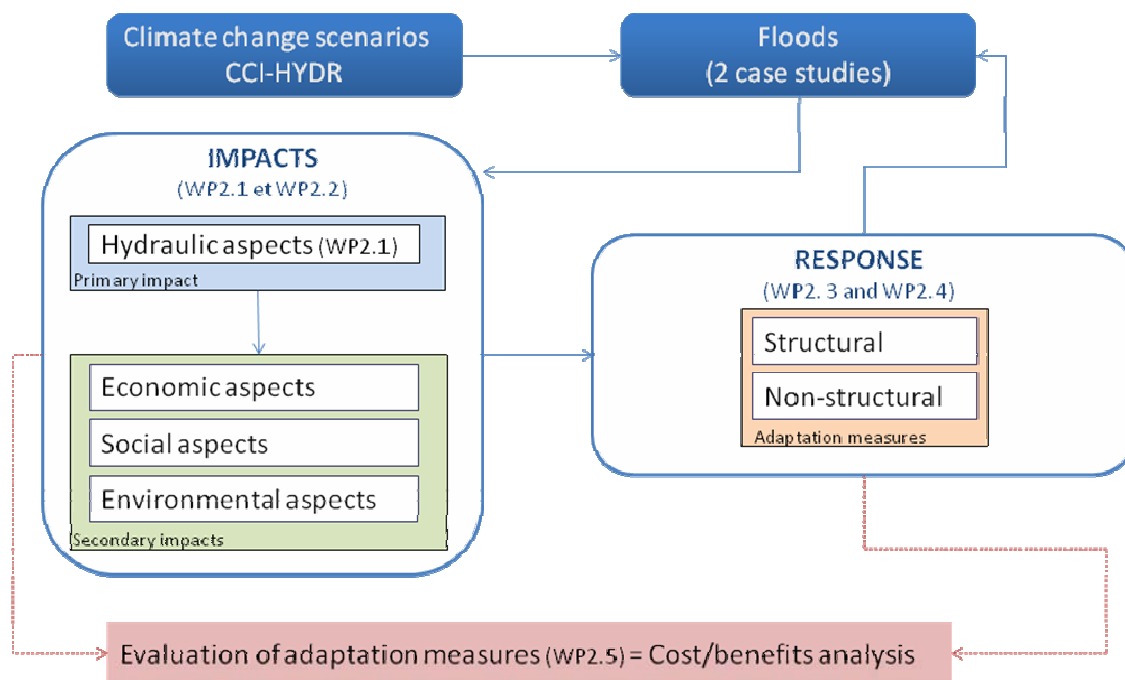 Climate change scenarios
CCI-HYDR
Floods
(2 case studies)
IMPACTS
(WP2.1 et WP2.2)
Hydraulic aspects (WP2.1)
Primary impact
Economic aspects
Social aspects
Environmental aspects
Secondary impacts
RESPONSE
(WP2. 3 and WP2. 4)
Structural
Non-structural
Adaptation measures
Evaluation of adaptation measures (WP2.5) = Cost/benefits analysis